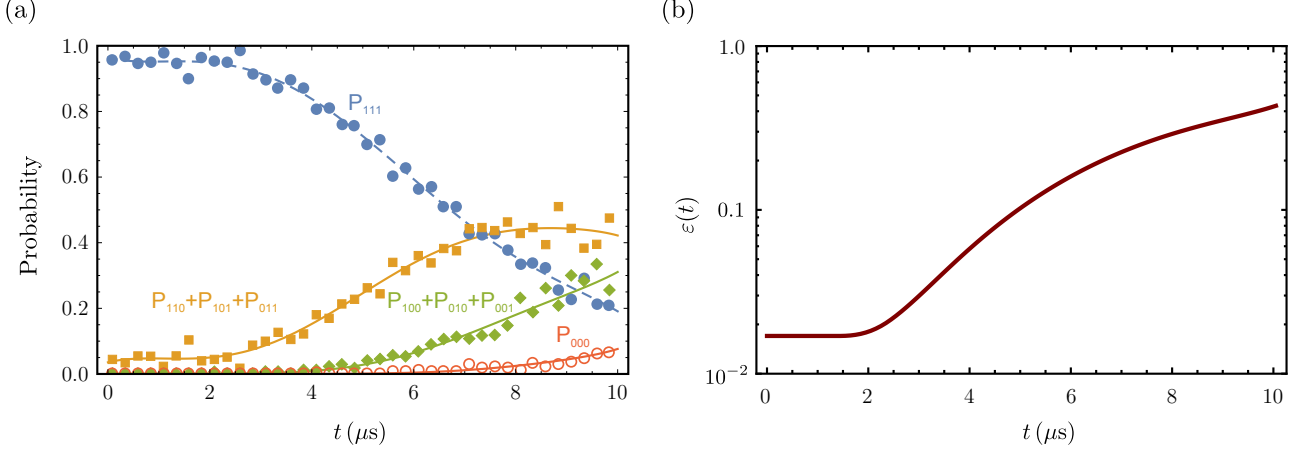 (a)
(b)
Probability
1.0
0.8
0.6
0.4
0.2
0.0
P₁₁₁
P₁₁₀+P₁₀₁+P₀₁₁
P₁₀₀+P₀₁₀+P₀₀₁
P₀₀₀
0 2 4 6 8 10
t (μs)
ε(t)
1.0
0.1
10⁻²
0 2 4 6 8 10
t (μs)